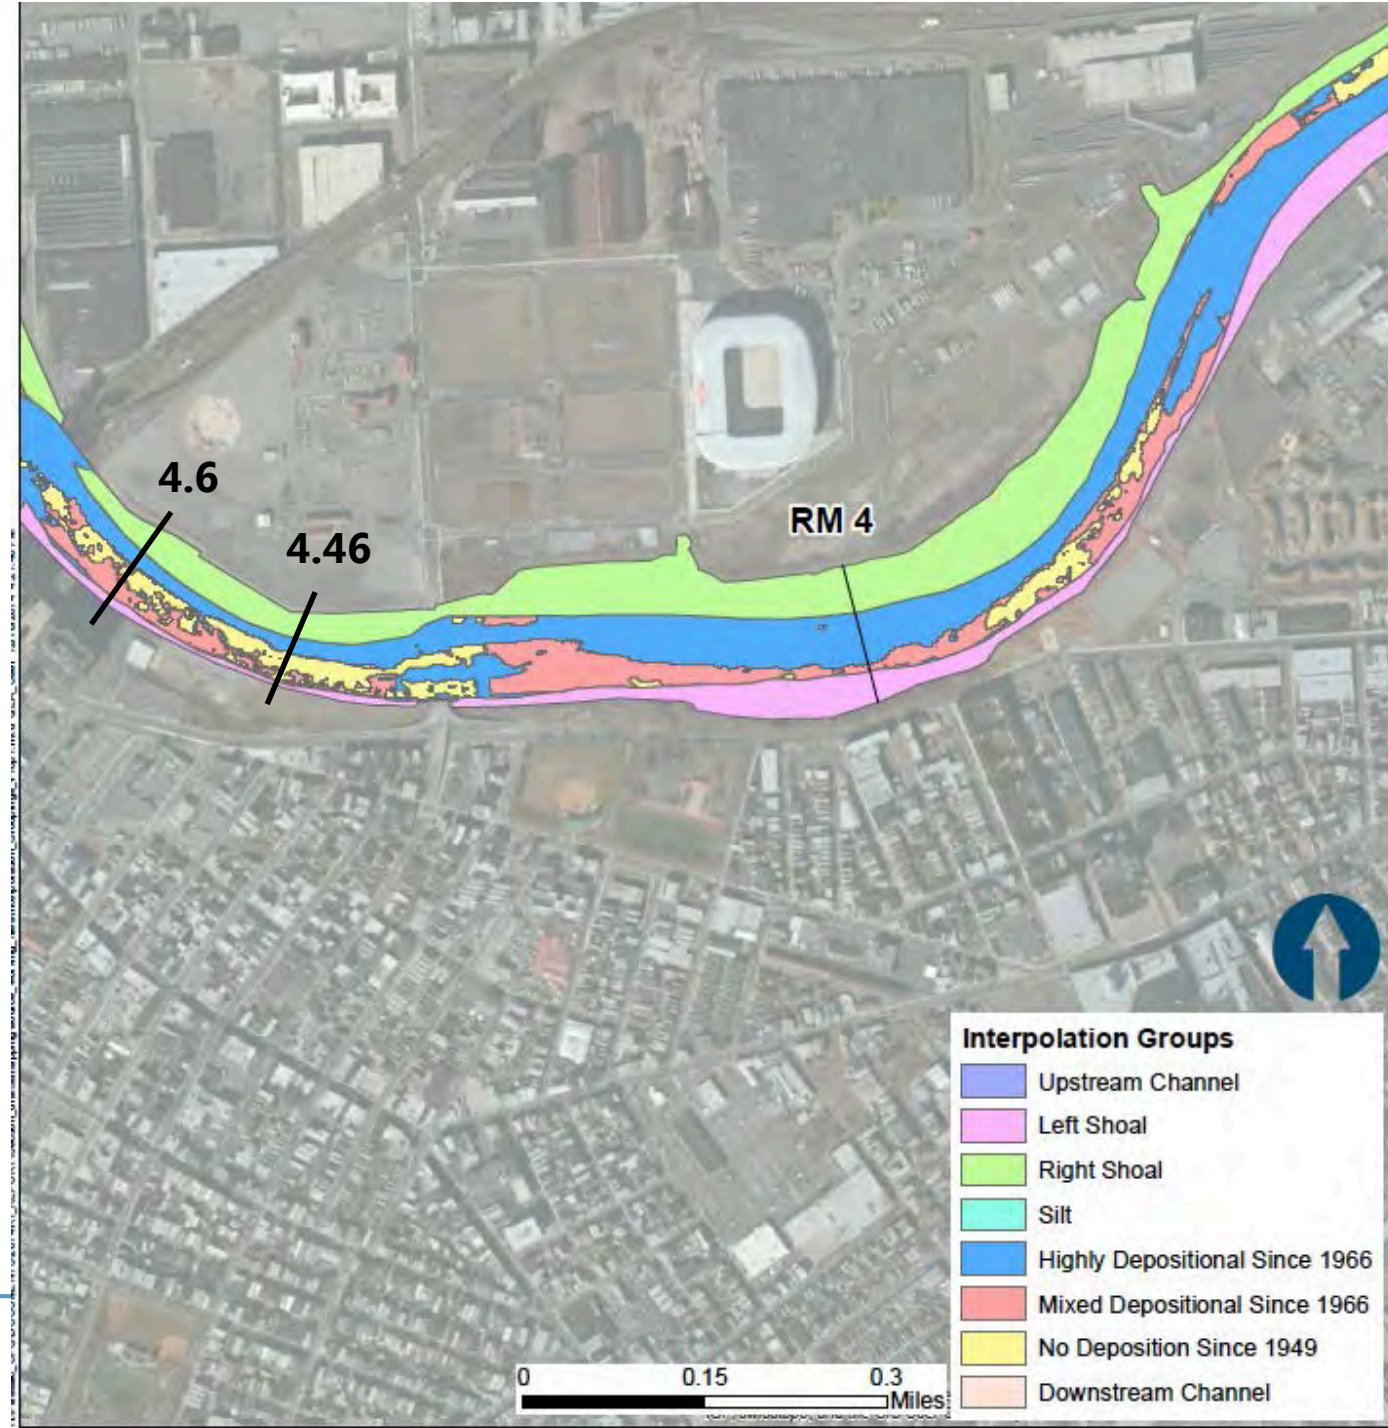 4.6
4.46
RM 4
Interpolation Groups
Upstream Channel
Left Shoal
Right Shoal
Silt
Highly Depositional Since 1966
Mixed Depositional Since 1966
No Deposition Since 1949
Downstream Channel
0 0.15 0.3
Miles